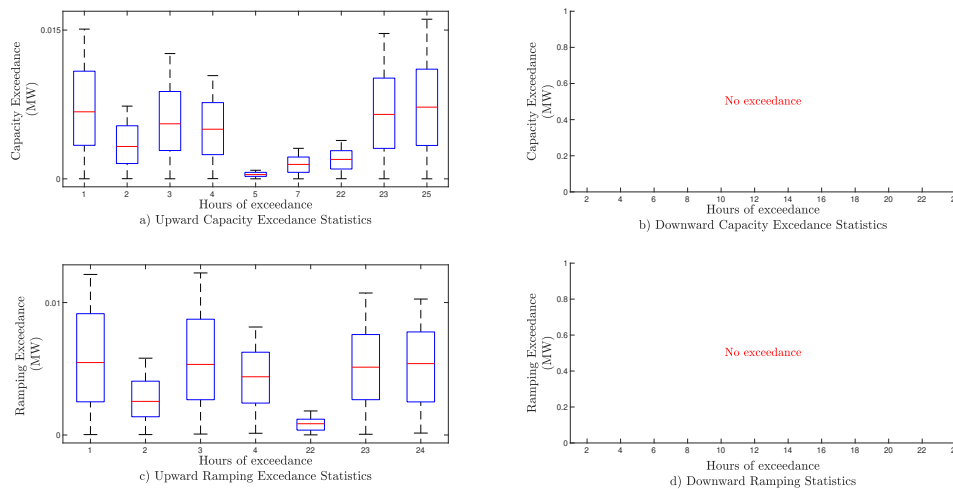 Capacity Exceedance
(MW)
0.015
0
1 2 3 4 5 7 22 23 25
Hours of exceedance
a) Upward Capacity Excedance Statistics
Capacity Exceedance
(MW)
1
0.8
0.6
0.4
0.2
0
No exceedance
2 4 6 8 10 12 14 16 18 20 22 24
Hours of exceedance
b) Downward Capacity Excedance Statistics
Ramping Exceedance
(MW)
0.01
0
1 2 3 4 22 23 24
Hours of exceedance
c) Upward Ramping Excedance Statistics
Ramping Exceedance
(MW)
1
0.8
0.6
0.4
0.2
0
No exceedance
2 4 6 8 10 12 14 16 18 20 22 24
Hours of exceedance
d) Downward Ramping Statistics